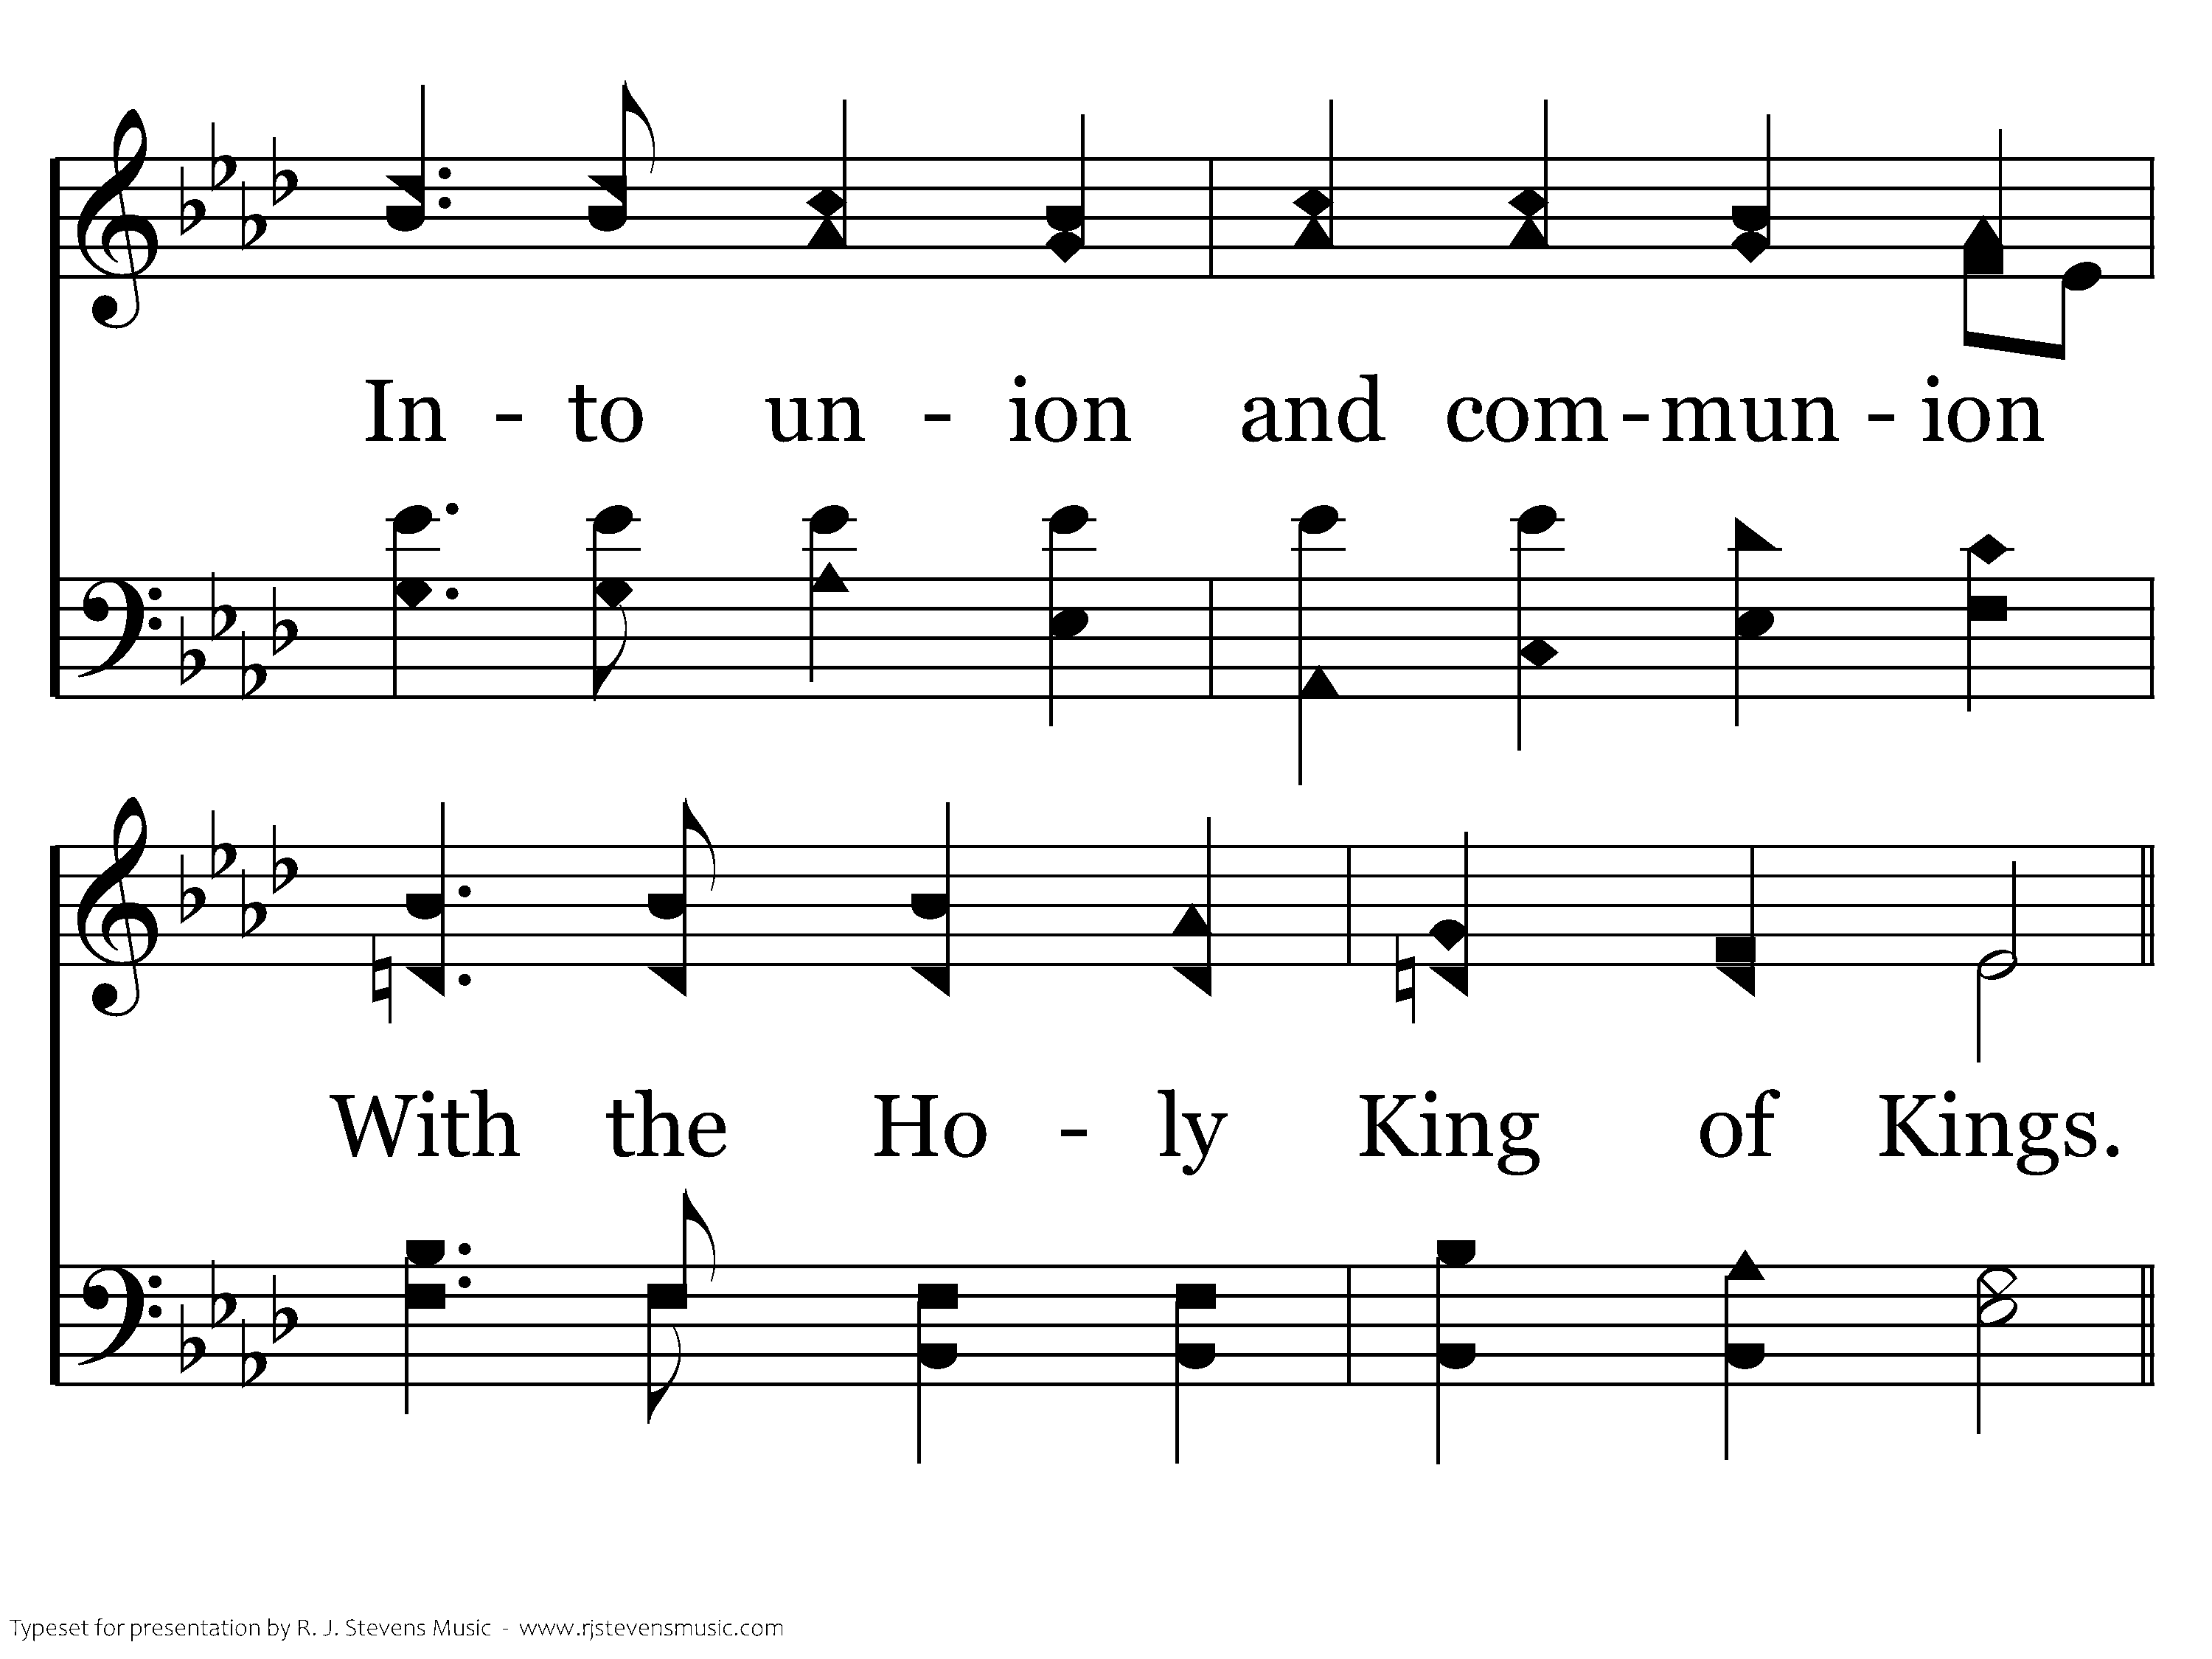 In - to un - ion and com - mun - ion
With the Ho - ly King of Kings.
Typeset for presentation by R. J. Stevens Music - www.rjstevensmusic.com